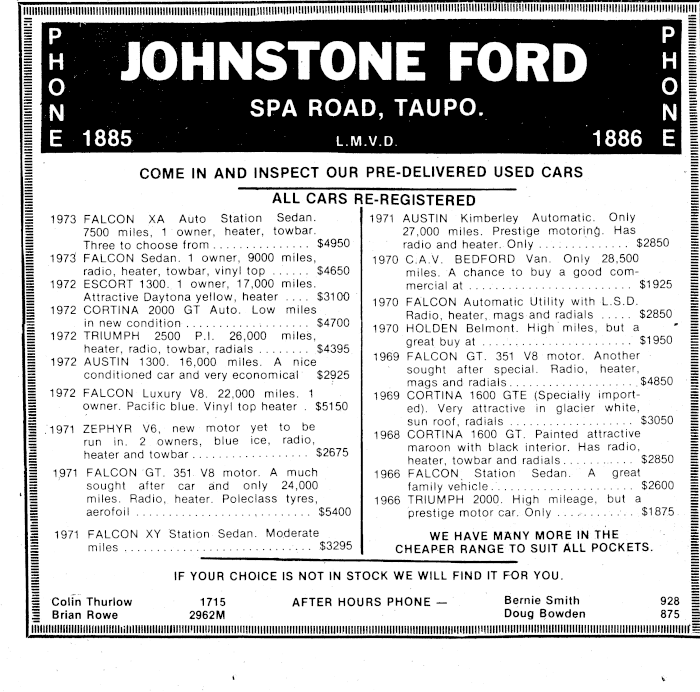 PHONE
PHONE
JOHNSTONE FORD
SPA ROAD, TAUPO.
1885
L.M.V.D.
1886
COME IN AND INSPECT OUR PRE-DELIVERED USED CARS
ALL CARS RE-REGISTERED
1973 FALCON XA Auto Station Sedan.
7500 miles, 1 owner, heater, towbar.
Three to choose from .............. $4950
1973 FALCON Sedan. 1 owner, 9000 miles,
radio, heater, towbar, vinyl top ...... $4650
1972 ESCORT 1300. 1 owner, 17,000 miles.
Attractive Daytona yellow, heater .... $3100
1972 CORTINA 2000 GT Auto. Low miles
in new condition .................. $4700
1972 TRIUMPH 2500 P.I. 26,000 miles,
heater, radio, towbar, radials ........ $4395
1972 AUSTIN 1300. 16,000 miles. A nice
conditioned car and very economical $2925
1972 FALCON Luxury V8. 22,000 miles. 1
owner. Pacific blue. Vinyl top heater . $5150
1971 ZEPHYR V6, new motor yet to be
run in. 2 owners, blue ice, radio,
heater and towbar .................. $2675
1971 FALCON GT. 351 V8 motor. A much
sought after car and only 24,000
miles. Radio, heater. Poleclass tyres,
aerofoil ........................... $5400
1971 FALCON XY Station Sedan. Moderate
miles ............................. $3295
1971 AUSTIN Kimberley Automatic. Only
27,000 miles. Prestige motoring. Has
radio and heater. Only ............. $2850
1970 C.A.V. BEDFORD Van. Only 28,500
miles. A chance to buy a good com-
mercial at ........................ $1925
1970 FALCON Automatic Utility with L.S.D.
Radio, heater, mags and radials ..... $2850
1970 HOLDEN Belmont. High miles, but a
great buy at ....................... $1950
1969 FALCON GT. 351 V8 motor. Another
sought after special. Radio, heater,
mags and radials................... $4850
1969 CORTINA 1600 GTE (Specially import-
ed). Very attractive in glacier white,
sun roof, radials ................... $3050
1968 CORTINA 1600 GT. Painted attractive
maroon with black interior. Has radio,
heater, towbar and radials........... $2850
1966 FALCON Station Sedan. A great
family vehicle...................... $2600
1966 TRIUMPH 2000. High mileage, but a
prestige motor car. Only ............ $1875
WE HAVE MANY MORE IN THE
CHEAPER RANGE TO SUIT ALL POCKETS.
IF YOUR CHOICE IS NOT IN STOCK WE WILL FIND IT FOR YOU.
Colin Thurlow 1715 AFTER HOURS PHONE — Bernie Smith 928
Brian Rowe 2962M Doug Bowden 875